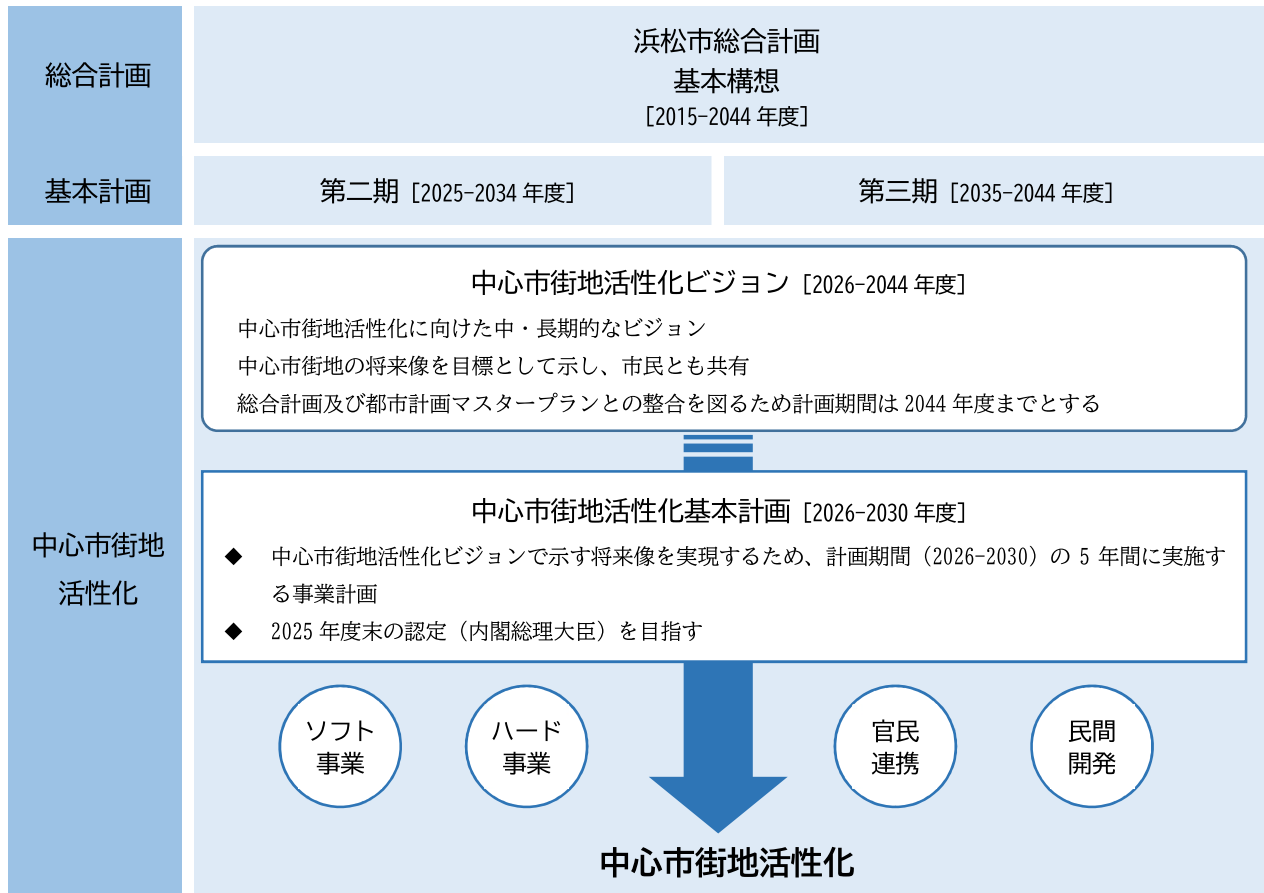 総合計画
浜松市総合計画
基本構想
[2015-2044 年度]
基本計画
第二期 [2025-2034 年度]
第三期 [2035-2044 年度]
中心市街地
活性化
中心市街地活性化ビジョン [2026-2044 年度]
中心市街地活性化に向けた中・長期的なビジョン
中心市街地の将来像を目標として示し、市民とも共有
総合計画及び都市計画マスタープランとの整合を図るため計画期間は 2044 年度までとする
中心市街地活性化基本計画 [2026-2030 年度]
◆ 中心市街地活性化ビジョンで示す将来像を実現するため、計画期間（2026-2030）の 5 年間に実施す
る事業計画
◆ 2025 年度末の認定（内閣総理大臣）を目指す
ソフト
事業
ハード
事業
官民
連携
民間
開発
中心市街地活性化